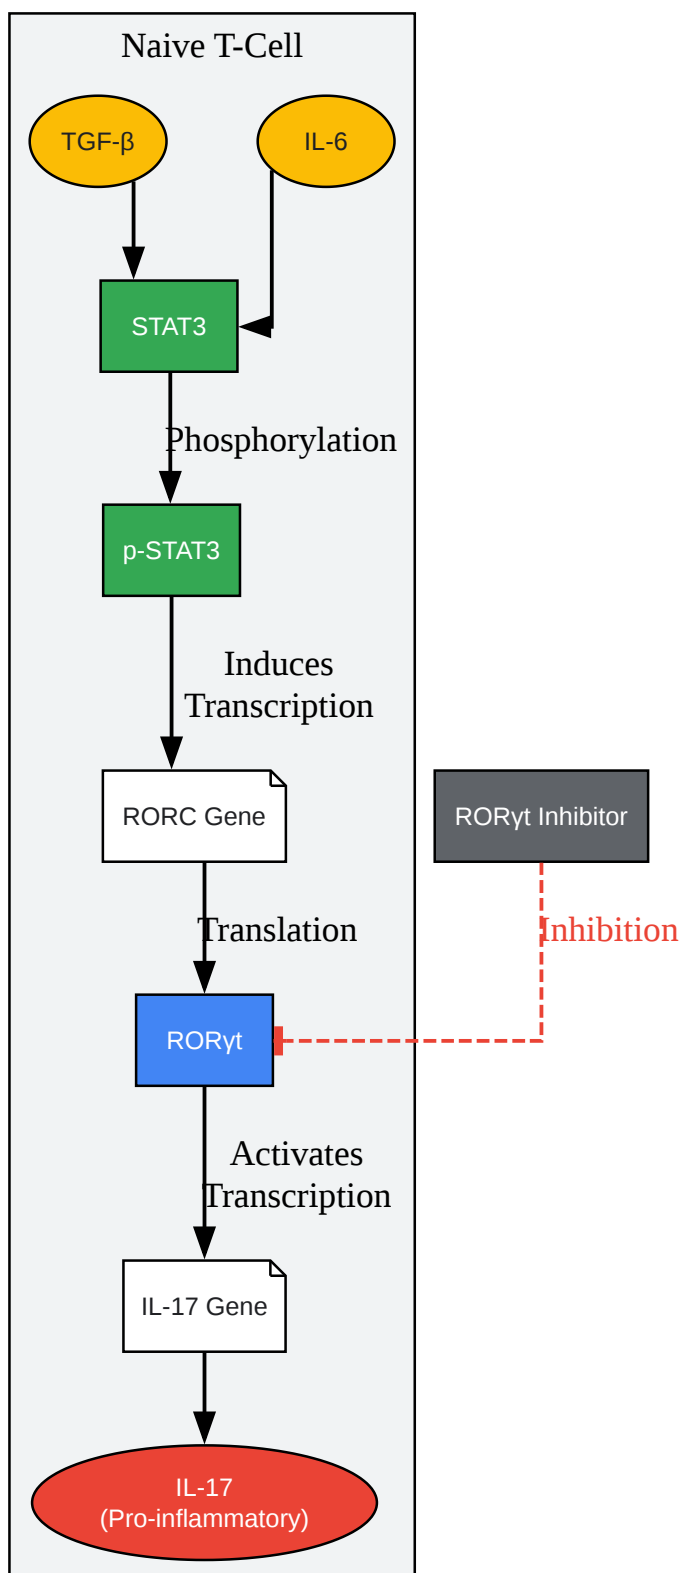 Naive T-Cell
TGF-β
IL-6
STAT3
Phosphorylation
p-STAT3
Induces
Transcription
RORC Gene
RORγt Inhibitor
Translation
Inhibition
RORγt
Activates
Transcription
IL-17 Gene
IL-17
(Pro-inflammatory)